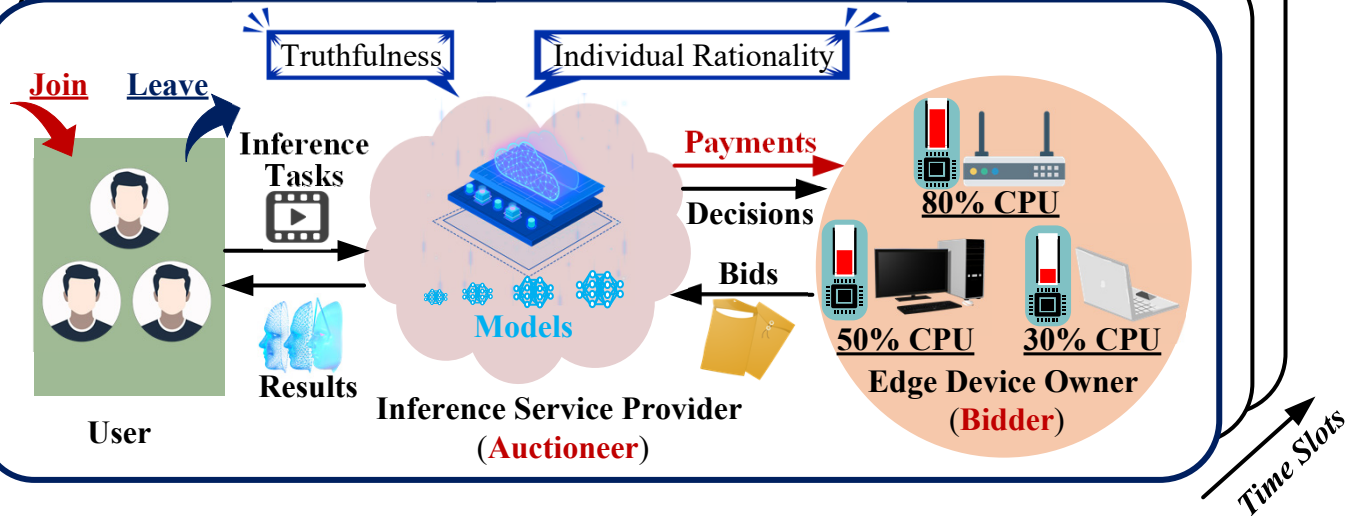 Truthfulness
Individual Rationality
Join
Leave
Inference
Tasks
Payments
Decisions
80% CPU
Bids
Models
50% CPU
30% CPU
Results
Edge Device Owner
(Bidder)
Inference Service Provider
(Auctioneer)
User
Time Slots